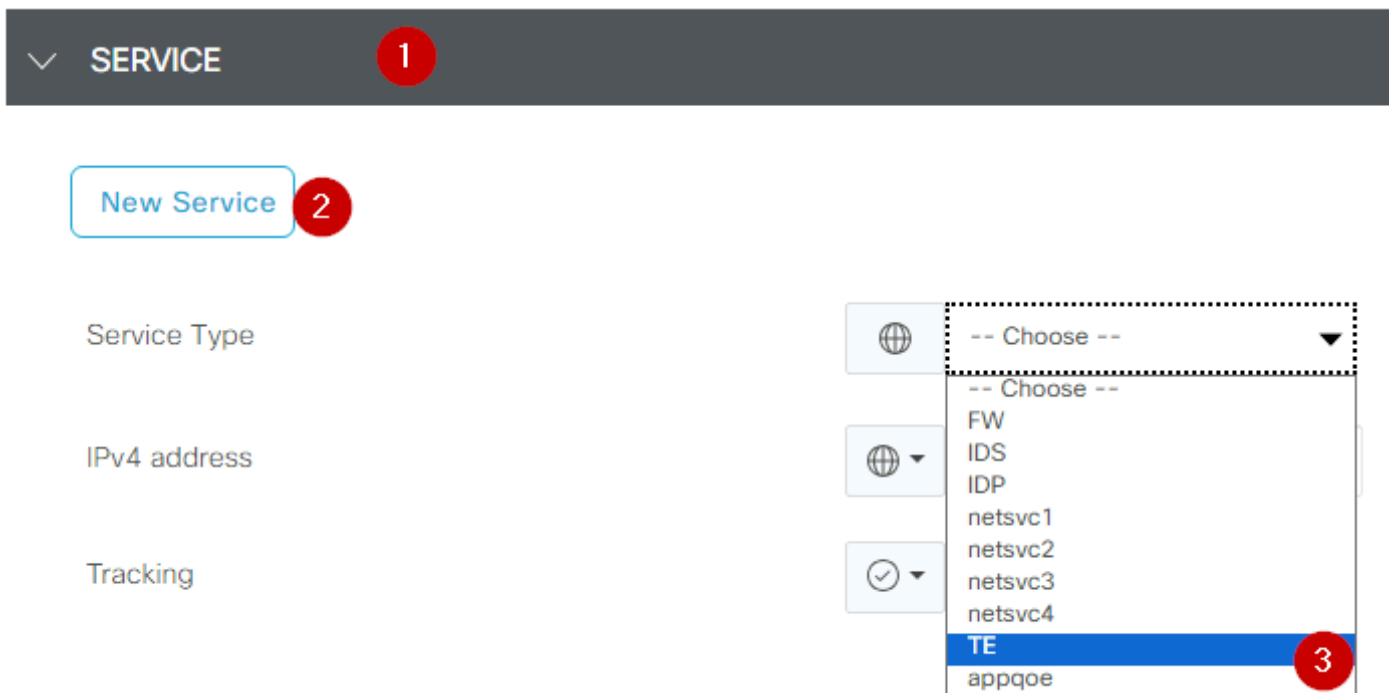 SERVICE 1
New Service 2
Service Type -- Choose --
-- Choose --
FW
IDS
IPv4 address
IDP
netsvc1
netsvc2
Tracking netsvc3
netsvc4
TE 3
appqoe